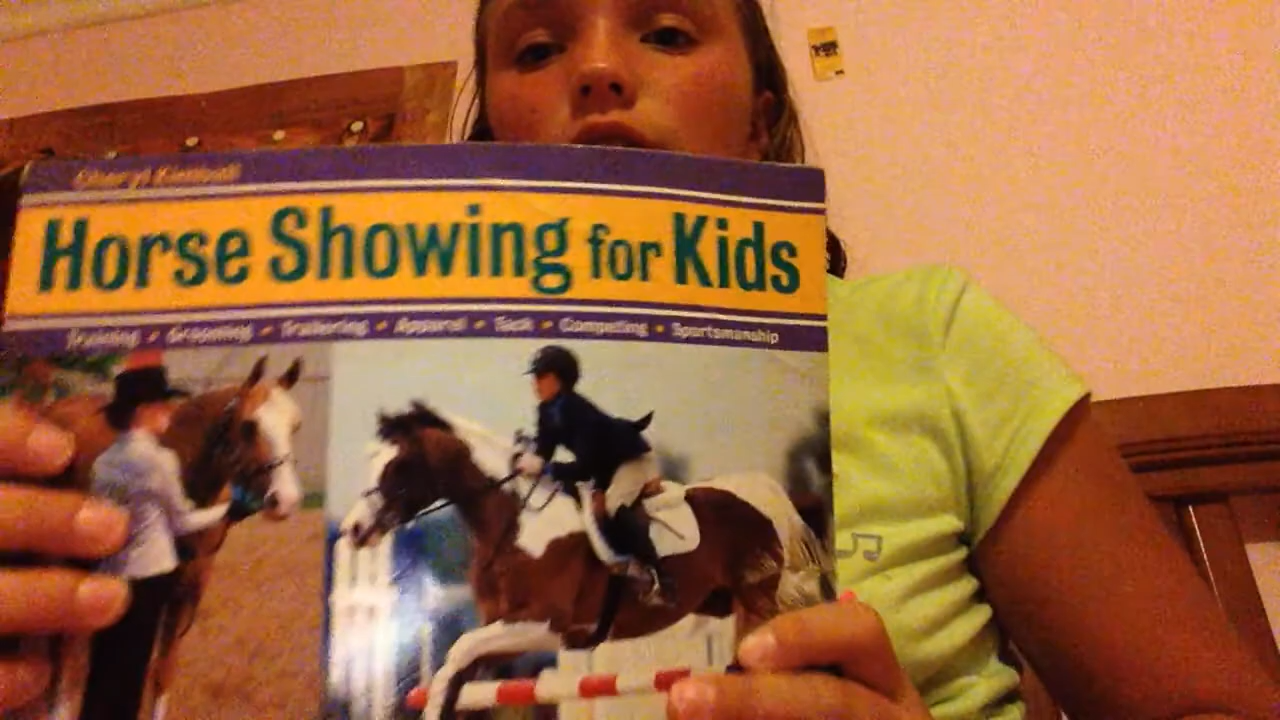 Cheryl Kimball
Horse Showing for Kids
Training • Grooming • Trailering • Apparel • Tack • Competing • Sportsmanship